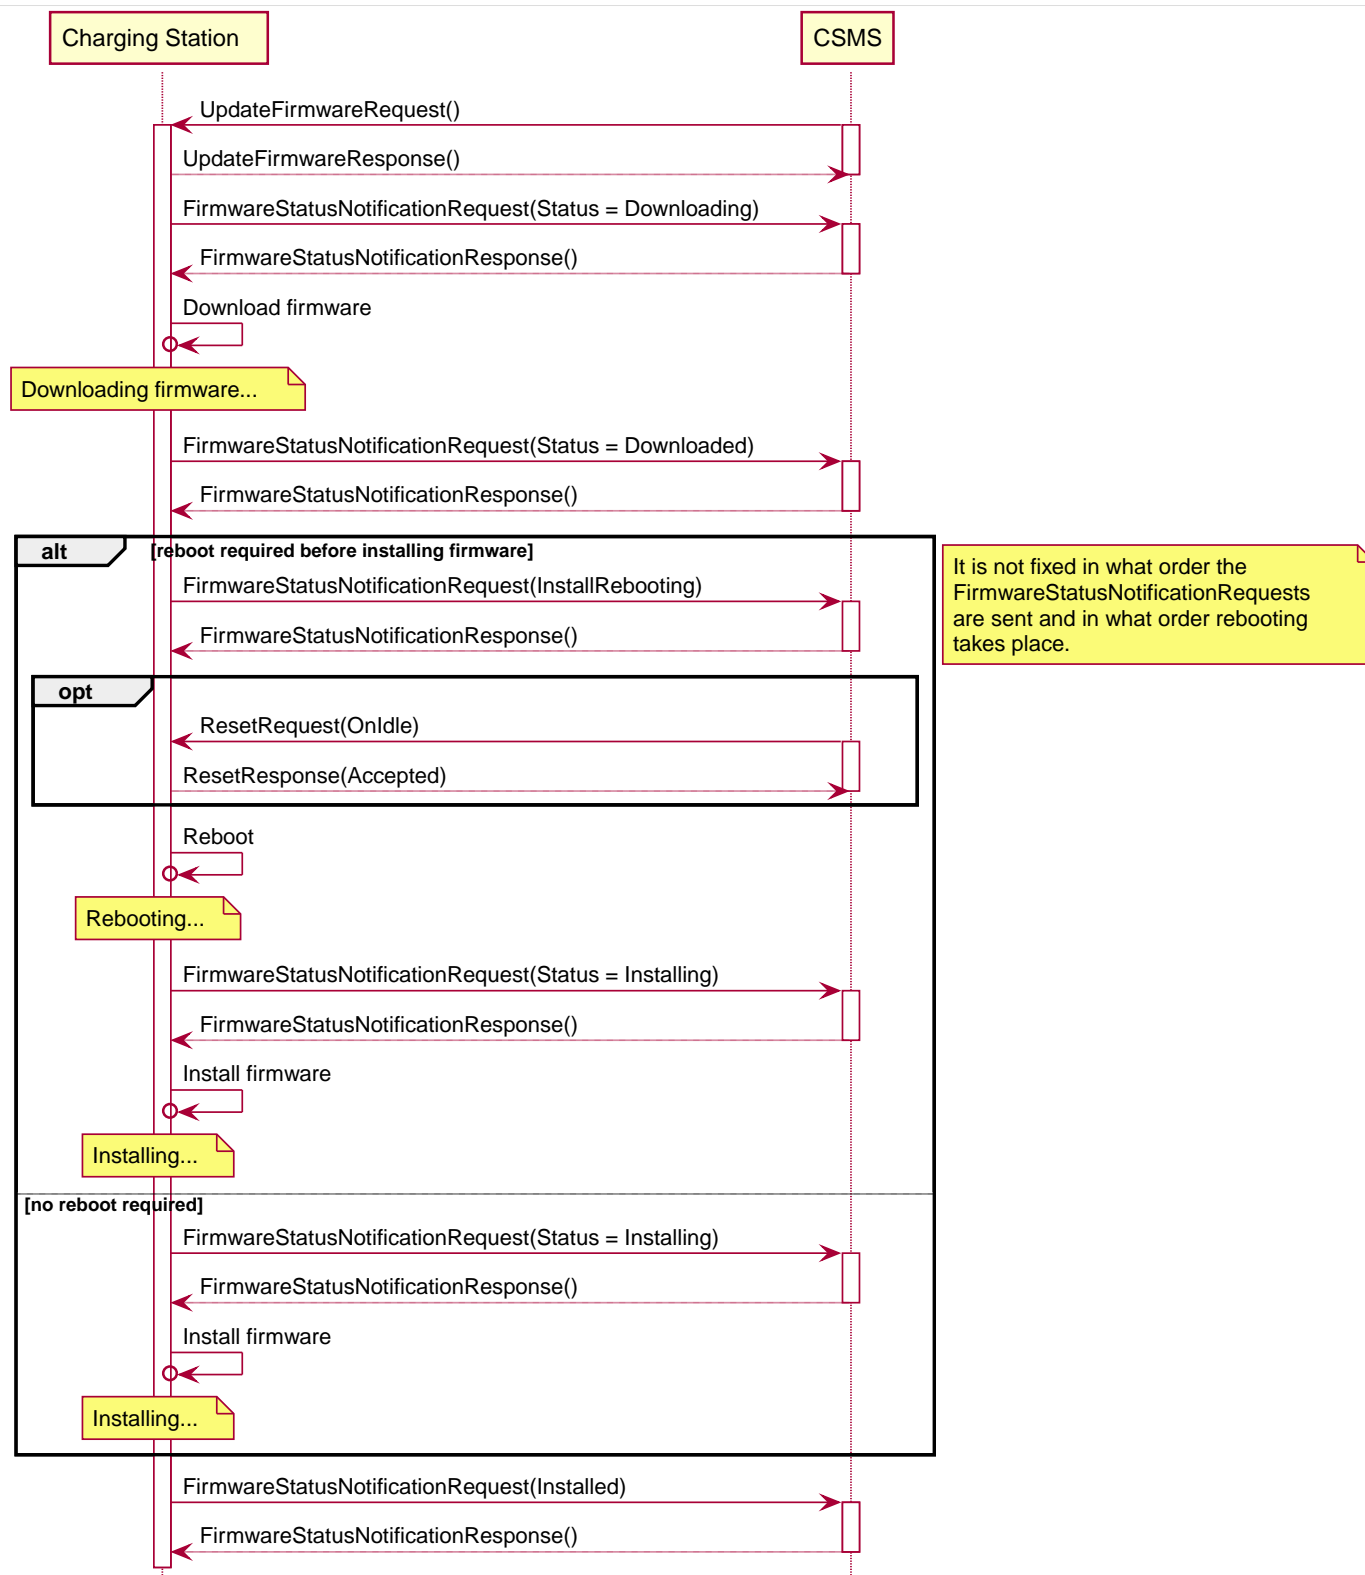 Charging Station
CSMS
UpdateFirmwareRequest()
UpdateFirmwareResponse()
FirmwareStatusNotificationRequest(Status = Downloading)
FirmwareStatusNotificationResponse()
Download firmware
Downloading firmware...
FirmwareStatusNotificationRequest(Status = Downloaded)
FirmwareStatusNotificationResponse()
alt
[reboot required before installing firmware]
It is not fixed in what order the
FirmwareStatusNotificationRequests
are sent and in what order rebooting
takes place.
FirmwareStatusNotificationRequest(InstallRebooting)
FirmwareStatusNotificationResponse()
opt
ResetRequest(OnIdle)
ResetResponse(Accepted)
Reboot
Rebooting...
FirmwareStatusNotificationRequest(Status = Installing)
FirmwareStatusNotificationResponse()
Install firmware
Installing...
[no reboot required]
FirmwareStatusNotificationRequest(Status = Installing)
FirmwareStatusNotificationResponse()
Install firmware
Installing...
FirmwareStatusNotificationRequest(Installed)
FirmwareStatusNotificationResponse()